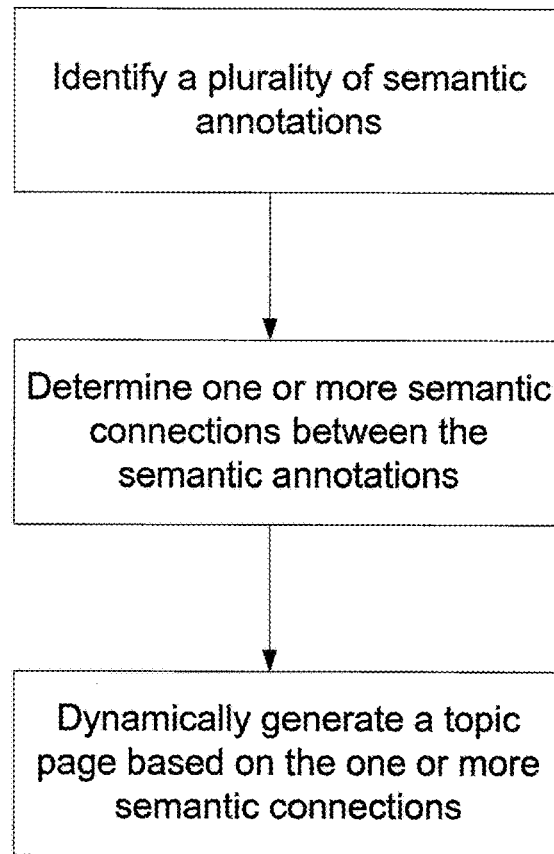 Identify a plurality of semantic
annotations
Determine one or more semantic
connections between the
semantic annotations
Dynamically generate a topic
page based on the one or more
semantic connections